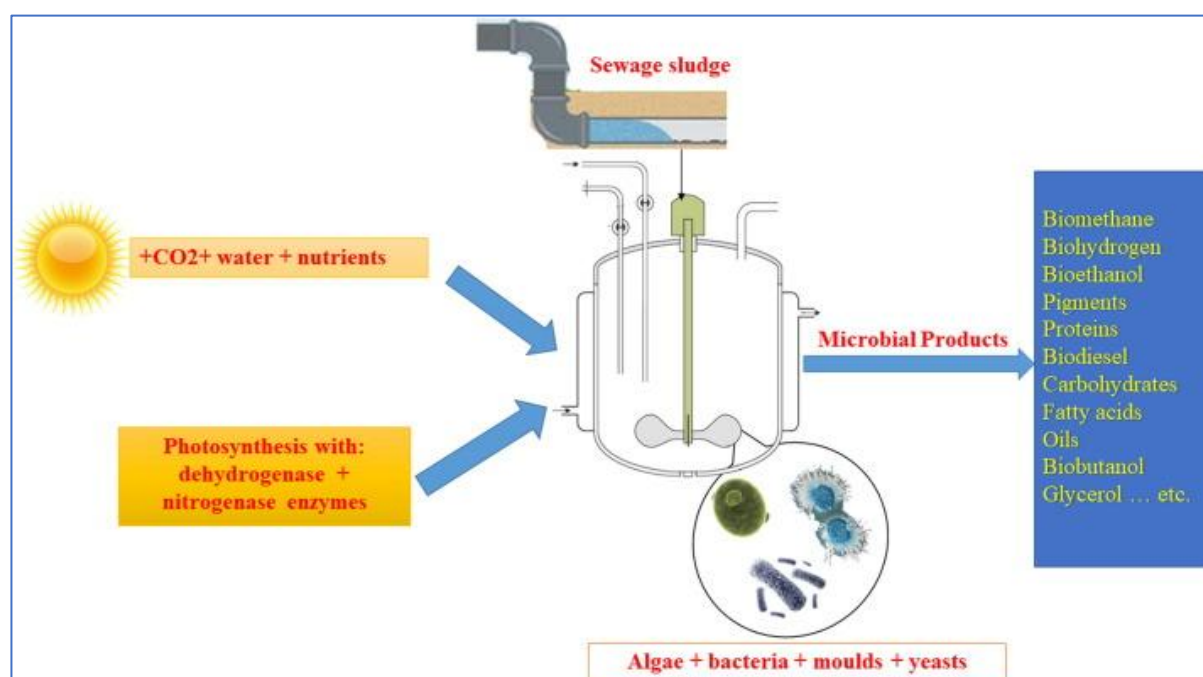 Sewage sludge
+CO2+ water + nutrients
Photosynthesis with:
dehydrogenase +
nitrogenase enzymes
Microbial Products
Biomethane
Biohydrogen
Bioethanol
Pigments
Proteins
Biodiesel
Carbohydrates
Fatty acids
Oils
Biobutanol
Glycerol … etc.
Algae + bacteria + moulds + yeasts